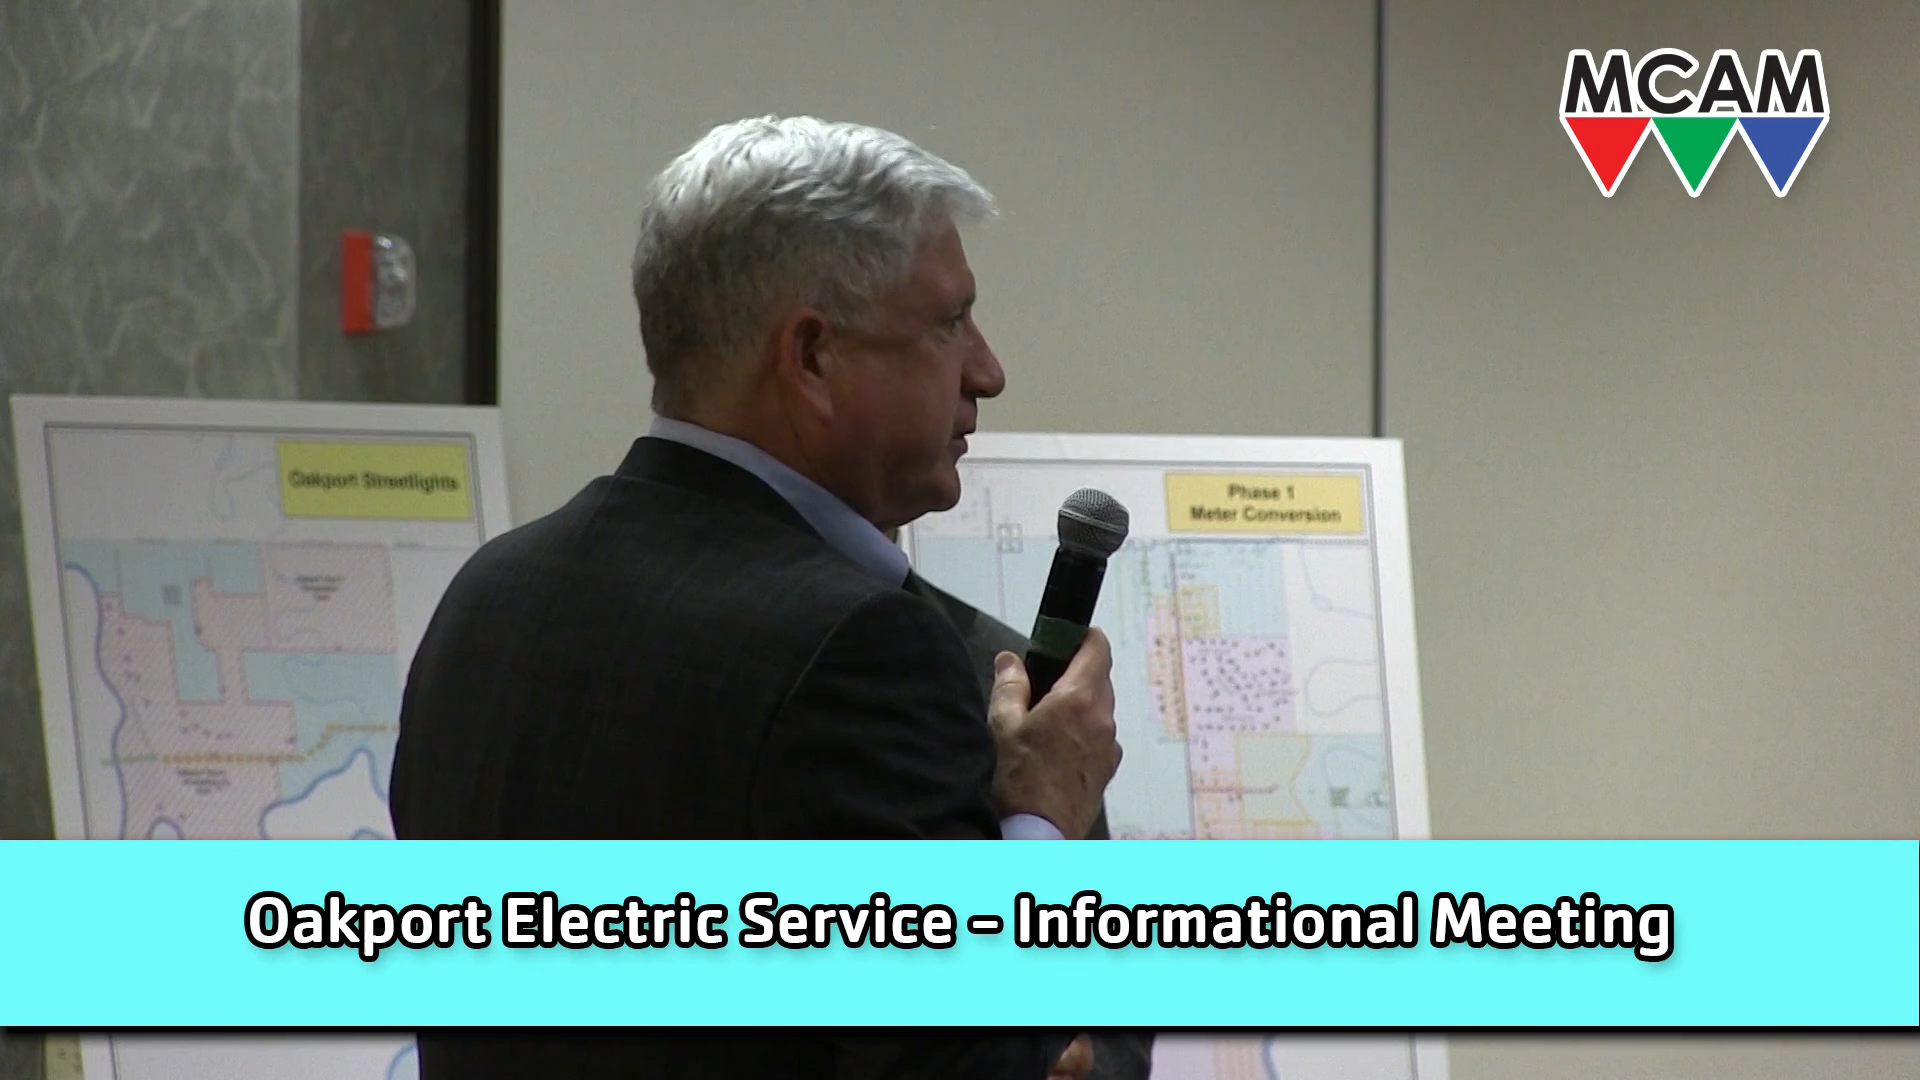 MCAM
Oakport Streetlights
Phase 1
Meter Conversion
Oakport Electric Service – Informational Meeting